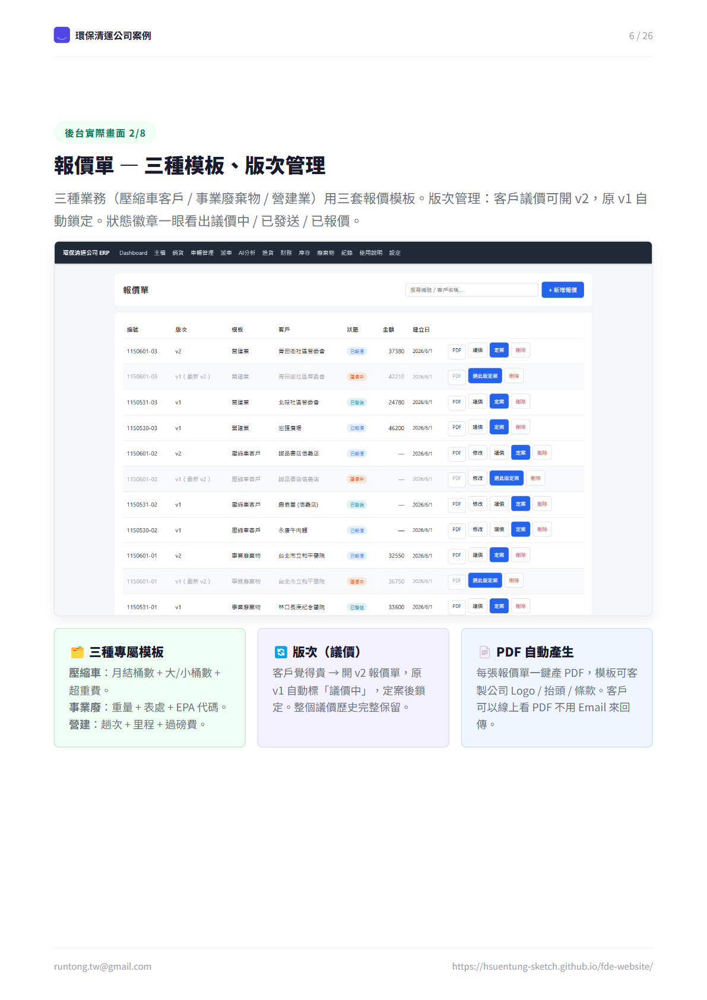 環保清運公司案例
6 / 26
後台實際畫面 2/8
報價單 — 三種模板、版次管理
三種業務（壓縮車客戶 / 事業廢棄物 / 營建業）用三套報價模板。版次管理：客戶議價可開 v2，原 v1 自
動鎖定。狀態徽章一眼看出議價中 / 已發送 / 已報價。
環保清運公司 ERP Dashboard 主檔 銷貨 車輛管理 派車 AI分析 進貨 財務 庫存 廢棄物 紀錄 使用說明 設定
報價單 搜尋編號 / 客戶名稱... + 新增報價
編號 版次 模板 客戶 狀態 金額 建立日
1150601-03 v2 營建業 青田街社區管委會 已報價 37380 2026/6/1 PDF 議價 定案 刪除
1150601-03 v1（最新 v2） 營建業 青田街社區管委會 議價中 42210 2026/6/1 PDF 選此版定案 刪除
1150531-03 v1 營建業 北投社區管委會 已發送 24780 2026/6/1 PDF 議價 定案 刪除
1150530-03 v1 營建業 宏匯廣場 已報價 46200 2026/6/1 PDF 議價 定案 刪除
1150601-02 v2 壓縮車客戶 誠品書店信義店 已報價 — 2026/6/1 PDF 修改 議價 定案 刪除
1150601-02 v1（最新 v2） 壓縮車客戶 誠品書店信義店 議價中 — 2026/6/1 PDF 修改 選此版定案 刪除
1150531-02 v1 壓縮車客戶 鼎泰豐 (信義店) 已發送 — 2026/6/1 PDF 修改 議價 定案 刪除
1150530-02 v1 壓縮車客戶 永康牛肉麵 已報價 — 2026/6/1 PDF 修改 議價 定案 刪除
1150601-01 v2 事業廢棄物 台北市立和平醫院 已報價 32550 2026/6/1 PDF 議價 定案 刪除
1150601-01 v1（最新 v2） 事業廢棄物 台北市立和平醫院 議價中 36750 2026/6/1 PDF 選此版定案 刪除
1150531-01 v1 事業廢棄物 林口長庚紀念醫院 已發送 33600 2026/6/1 PDF 議價 定案 刪除
三種專屬模板
壓縮車：月結桶數 + 大/小桶數 +
超重費。
事業廢：重量 + 表處 + EPA 代碼。
營建：趟次 + 里程 + 過磅費。
版次（議價）
客戶覺得貴 → 開 v2 報價單，原
v1 自動標「議價中」，定案後鎖
定。整個議價歷史完整保留。
PDF 自動產生
每張報價單一鍵產 PDF，模板可客
製公司 Logo / 抬頭 / 條款。客戶
可以線上看 PDF 不用 Email 來回
傳。
runtong.tw@gmail.com
https://hsuentung-sketch.github.io/fde-website/